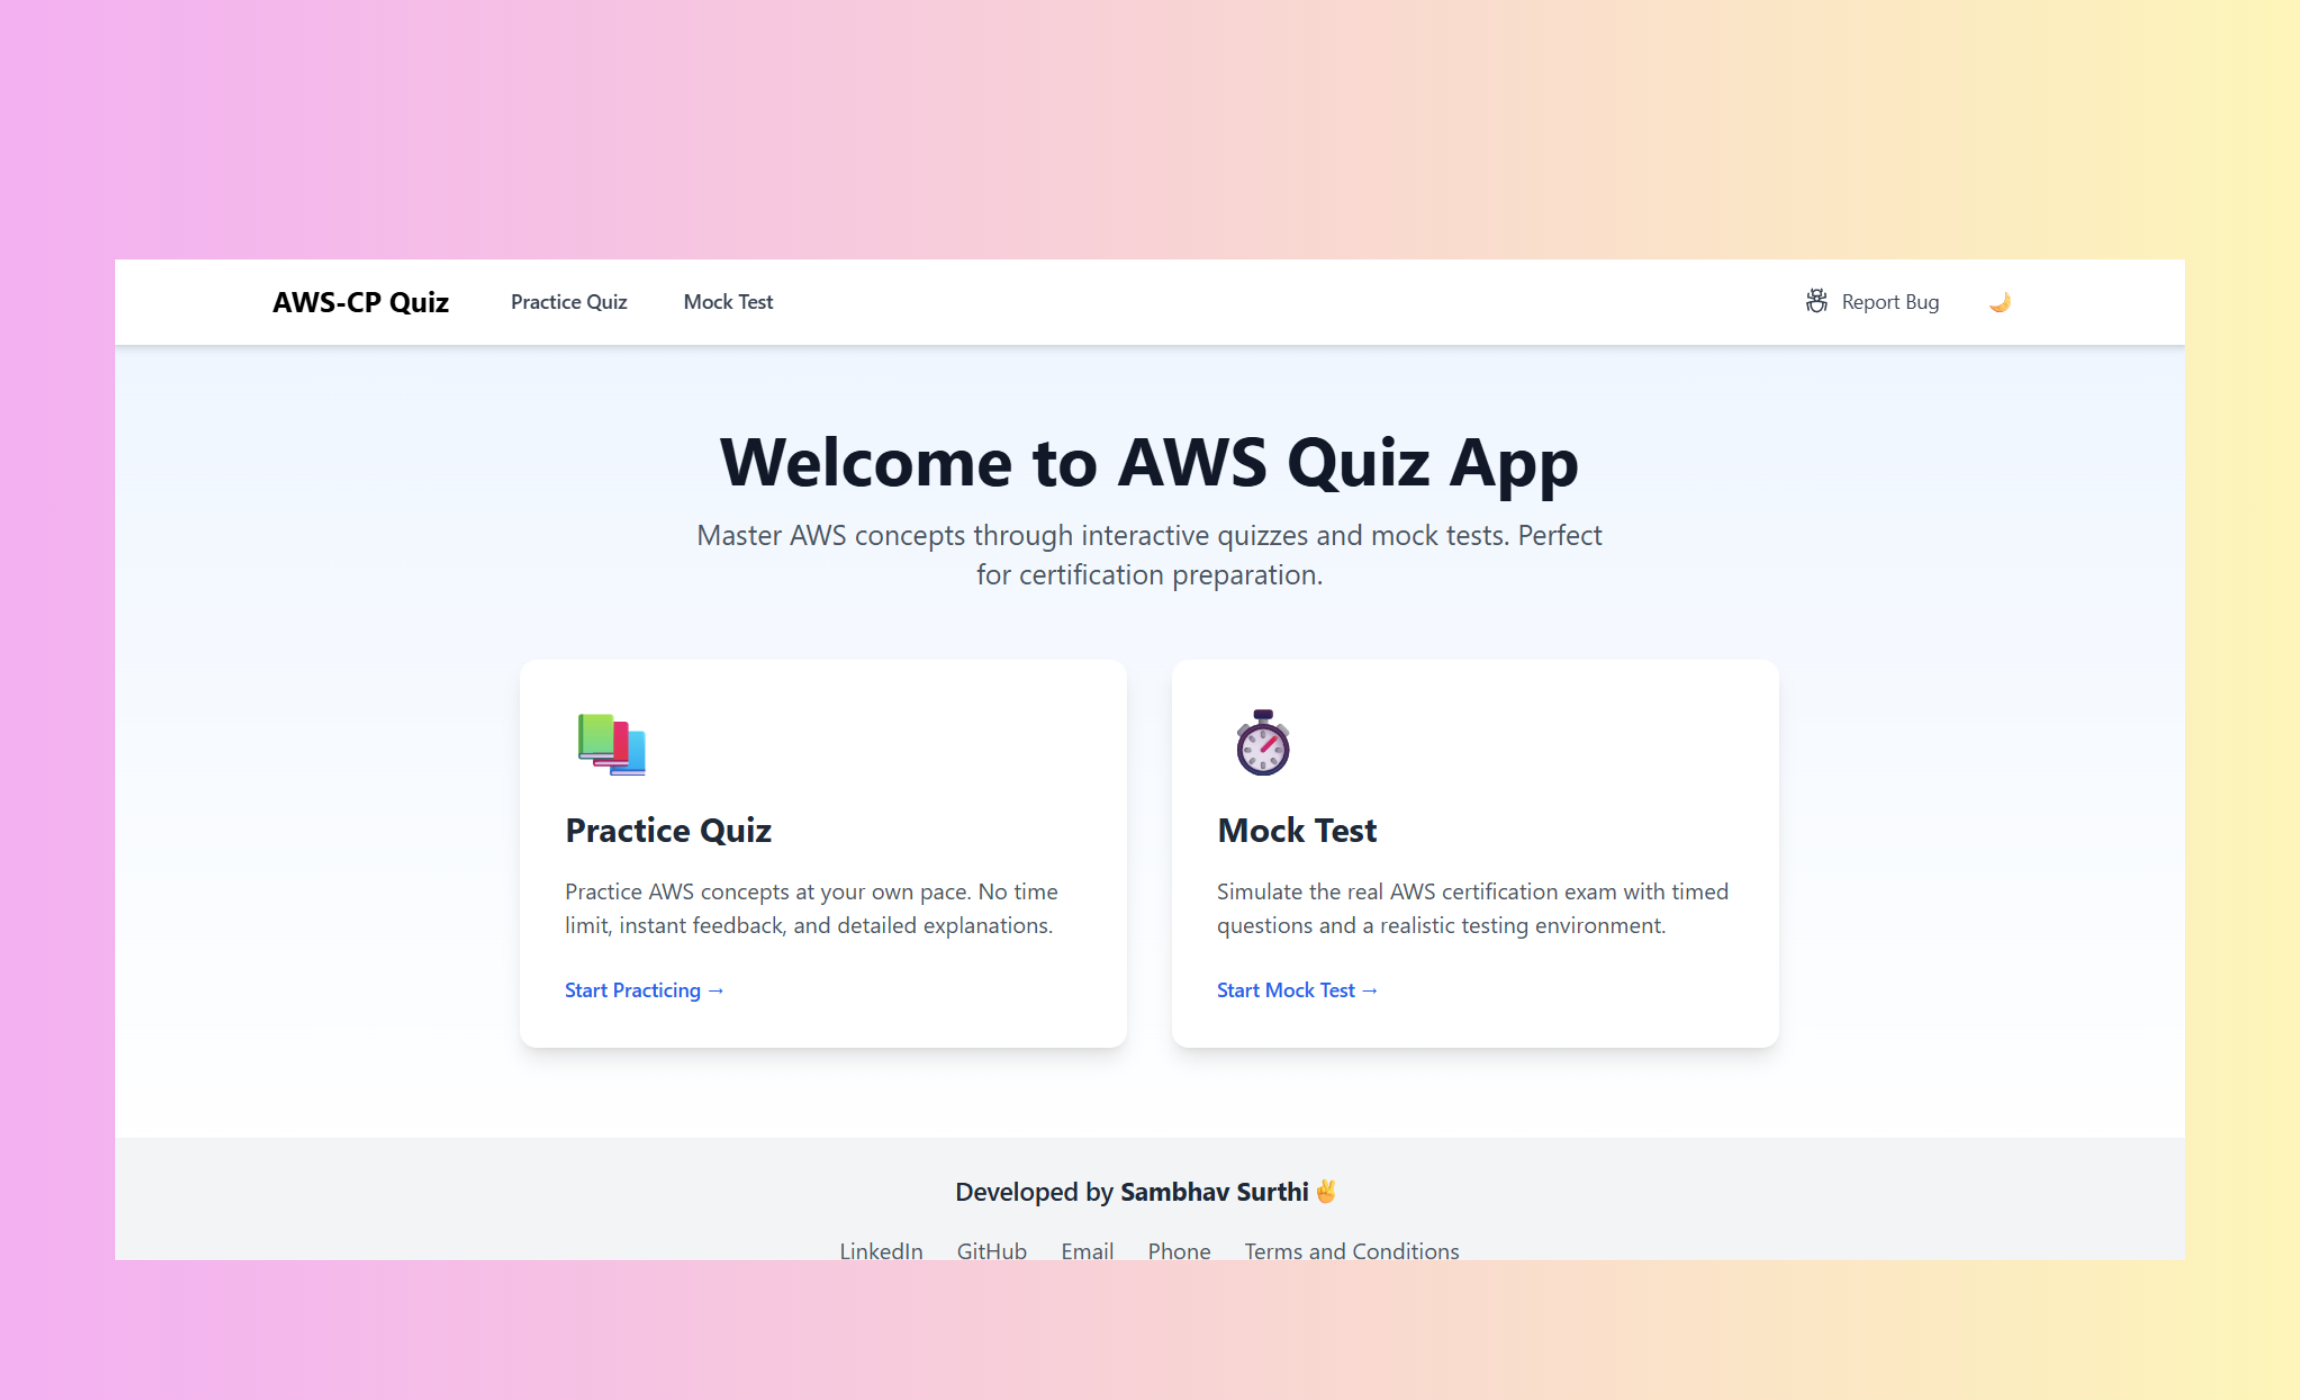 AWS-CP Quiz Practice Quiz Mock Test Report Bug
Welcome to AWS Quiz App
Master AWS concepts through interactive quizzes and mock tests. Perfect
for certification preparation.
Practice Quiz
Practice AWS concepts at your own pace. No time
limit, instant feedback, and detailed explanations.
Start Practicing →
Mock Test
Simulate the real AWS certification exam with timed
questions and a realistic testing environment.
Start Mock Test →
Developed by Sambhav Surthi✌️
LinkedIn GitHub Email Phone Terms and Conditions